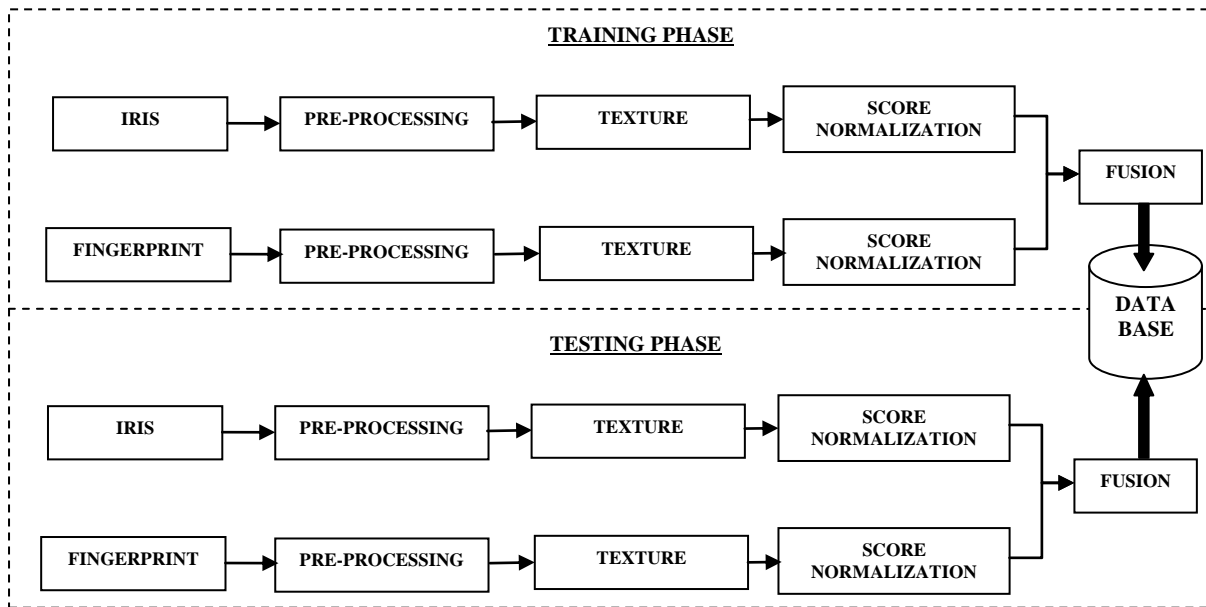 TRAINING PHASE
IRIS
PRE-PROCESSING
TEXTURE
SCORE
NORMALIZATION
FUSION
FINGERPRINT
PRE-PROCESSING
TEXTURE
SCORE
NORMALIZATION
DATA
BASE
TESTING PHASE
IRIS
PRE-PROCESSING
TEXTURE
SCORE
NORMALIZATION
FUSION
FINGERPRINT
PRE-PROCESSING
TEXTURE
SCORE
NORMALIZATION